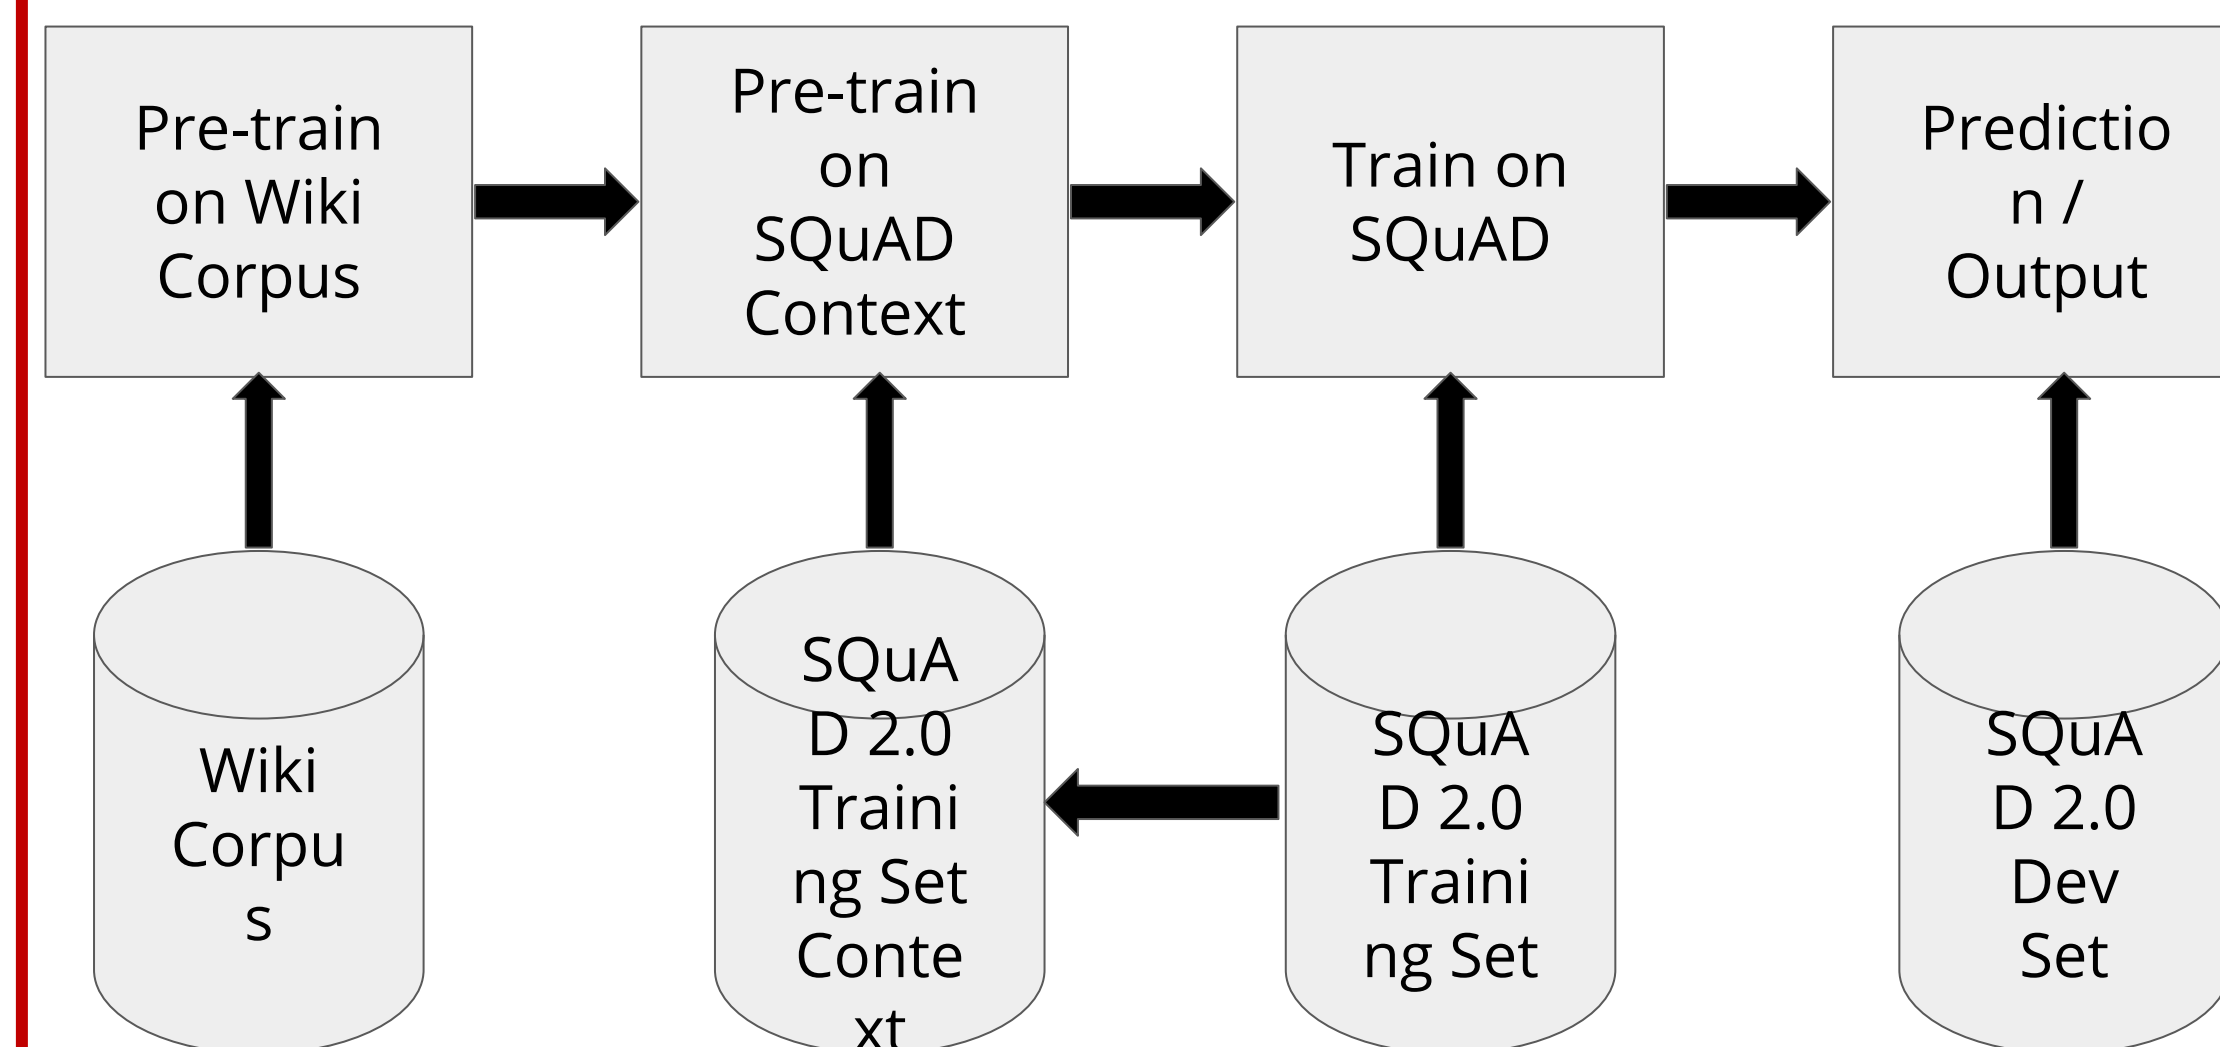 Pre-train
on Wiki
Corpus
Pre-train
on
SQuAD
Context
Train on
SQuAD
Predictio
n /
Output
Wiki
Corpu
s
SQuA
D 2.0
Traini
ng Set
Conte
xt
SQuA
D 2.0
Traini
ng Set
SQuA
D 2.0
Dev
Set